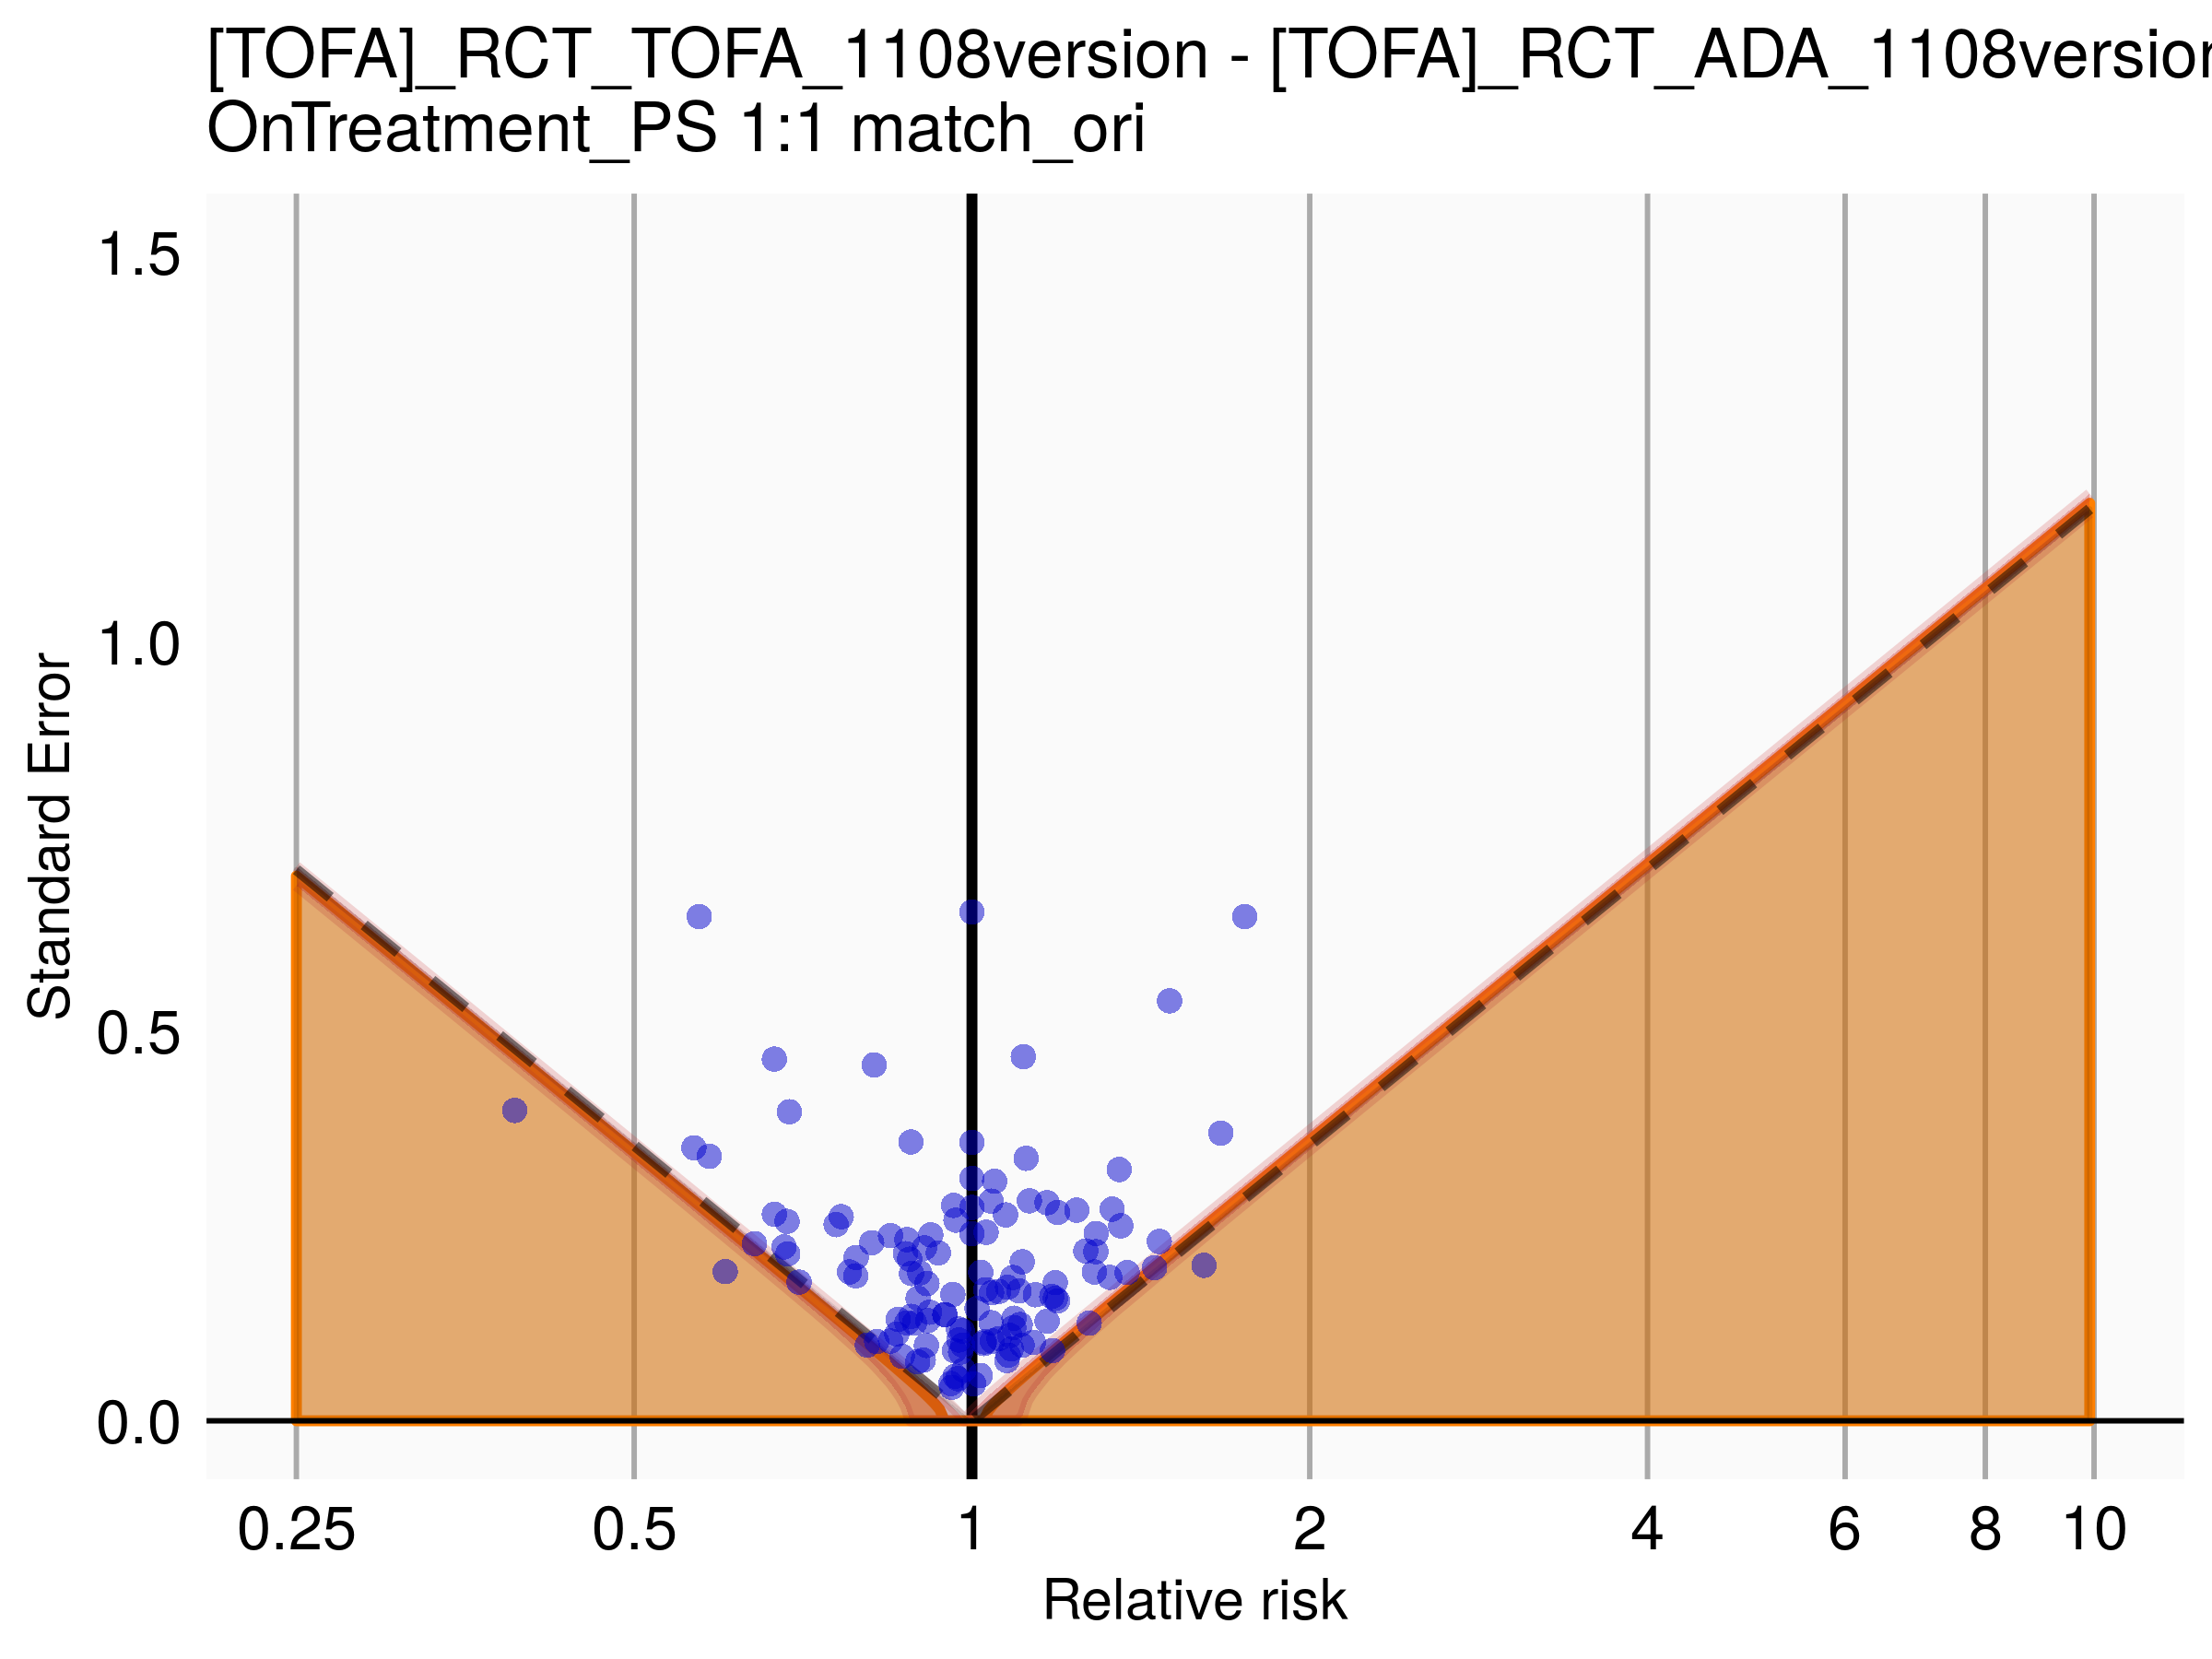 [TOFA]_RCT_TOFA_1108version - [TOFA]_RCT_ADA_1108version
OnTreatment_PS 1:1 match_ori
1.5
1.0
0.5
0.0
Standard Error
0.25 0.5 1 2 4 6 8 10
Relative risk